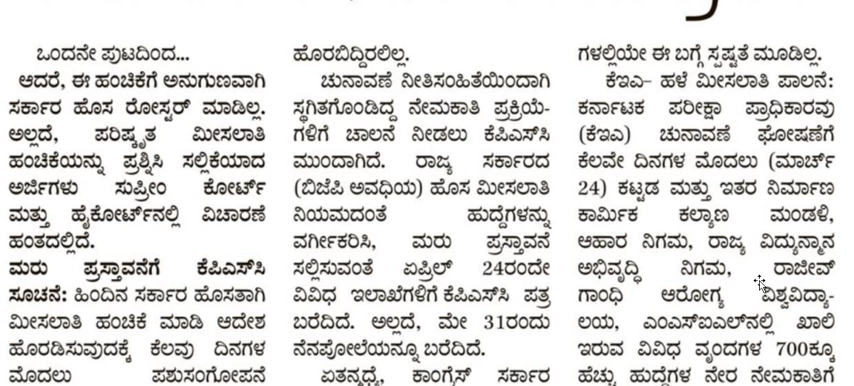 ಒಂದನೇ ಪುಟದಿಂದ...
ಆದರೆ, ಈ ಹಂಚಿಕೆಗೆ ಅನುಗುಣವಾಗಿ
ಸರ್ಕಾರ ಹೊಸ ರೋಸ್ಟರ್ ಮಾಡಿಲ್ಲ.
ಅಲ್ಲದೆ, ಪರಿಷ್ಕೃತ ಮೀಸಲಾತಿ
ಹಂಚಿಕೆಯನ್ನು ಪ್ರಶ್ನಿಸಿ ಸಲ್ಲಿಕೆಯಾದ
ಅರ್ಜಿಗಳು ಸುಪ್ರೀಂ ಕೋರ್ಟ್
ಮತ್ತು ಹೈಕೋರ್ಟ್‌ನಲ್ಲಿ ವಿಚಾರಣೆ
ಹಂತದಲ್ಲಿದೆ.
ಮರು ಪ್ರಸ್ತಾವನೆಗೆ ಕೆಪಿಎಸ್‌ಸಿ
ಸೂಚನೆ: ಹಿಂದಿನ ಸರ್ಕಾರ ಹೊಸತಾಗಿ
ಮೀಸಲಾತಿ ಹಂಚಿಕೆ ಮಾಡಿ ಆದೇಶ
ಹೊರಡಿಸುವುದಕ್ಕೆ ಕೆಲವು ದಿನಗಳ
ಮೊದಲು ಪಶುಸಂಗೋಪನೆ
ಹೊರಬಿದ್ದಿರಲಿಲ್ಲ.
ಚುನಾವಣೆ ನೀತಿಸಂಹಿತೆಯಿಂದಾಗಿ
ಸ್ಥಗಿತಗೊಂಡಿದ್ದ ನೇಮಕಾತಿ ಪ್ರಕ್ರಿಯೆ-
ಗಳಿಗೆ ಚಾಲನೆ ನೀಡಲು ಕೆಪಿಎಸ್‌ಸಿ
ಮುಂದಾಗಿದೆ. ರಾಜ್ಯ ಸರ್ಕಾರದ
(ಬಿಜೆಪಿ ಅವಧಿಯ) ಹೊಸ ಮೀಸಲಾತಿ
ನಿಯಮದಂತೆ ಹುದ್ದೆಗಳನ್ನು
ವರ್ಗೀಕರಿಸಿ, ಮರು ಪ್ರಸ್ತಾವನೆ
ಸಲ್ಲಿಸುವಂತೆ ಏಪ್ರಿಲ್ 24ರಂದೇ
ವಿವಿಧ ಇಲಾಖೆಗಳಿಗೆ ಕೆಪಿಎಸ್‌ಸಿ ಪತ್ರ
ಬರೆದಿದೆ. ಅಲ್ಲದೆ, ಮೇ 31ರಂದು
ನೆನಪೋಲೆಯನ್ನೂ ಬರೆದಿದೆ.
ಏತನ್ಮಧ್ಯೆ, ಕಾಂಗ್ರೆಸ್ ಸರ್ಕಾರ
ಗಳಲ್ಲಿಯೇ ಈ ಬಗ್ಗೆ ಸ್ಪಷ್ಟತೆ ಮೂಡಿಲ್ಲ.
ಕೆಇಎ– ಹಳೆ ಮೀಸಲಾತಿ ಪಾಲನೆ:
ಕರ್ನಾಟಕ ಪರೀಕ್ಷಾ ಪ್ರಾಧಿಕಾರವು
(ಕೆಇಎ) ಚುನಾವಣೆ ಘೋಷಣೆಗೆ
ಕೆಲವೇ ದಿನಗಳ ಮೊದಲು (ಮಾರ್ಚ್
24) ಕಟ್ಟಡ ಮತ್ತು ಇತರ ನಿರ್ಮಾಣ
ಕಾರ್ಮಿಕ ಕಲ್ಯಾಣ ಮಂಡಳಿ,
ಆಹಾರ ನಿಗಮ, ರಾಜ್ಯ ವಿದ್ಯುನ್ಮಾನ
ಅಭಿವೃದ್ಧಿ ನಿಗಮ, ರಾಜೀವ್
ಗಾಂಧಿ ಆರೋಗ್ಯ ವಿಶ್ವವಿದ್ಯಾ-
ಲಯ, ಎಂಎಸ್‌ಐಎಲ್‌ನಲ್ಲಿ ಖಾಲಿ
ಇರುವ ವಿವಿಧ ವೃಂದಗಳ 700ಕ್ಕೂ
ಹೆಚ್ಚು ಹುದ್ದೆಗಳ ನೇರ ನೇಮಕಾತಿಗೆ